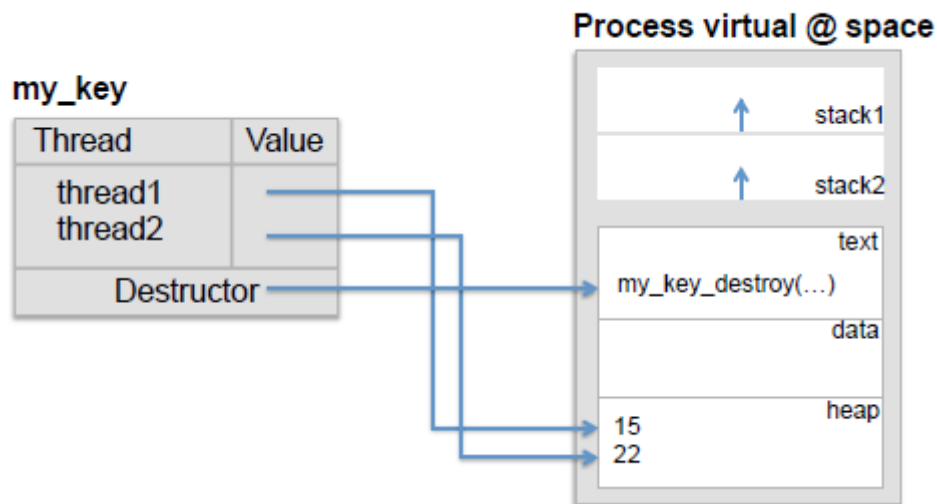 Process virtual @ space
my_key
Thread Value
thread1
thread2
Destructor
stack1
stack2
text
my_key_destroy(...)
data
heap
15
22